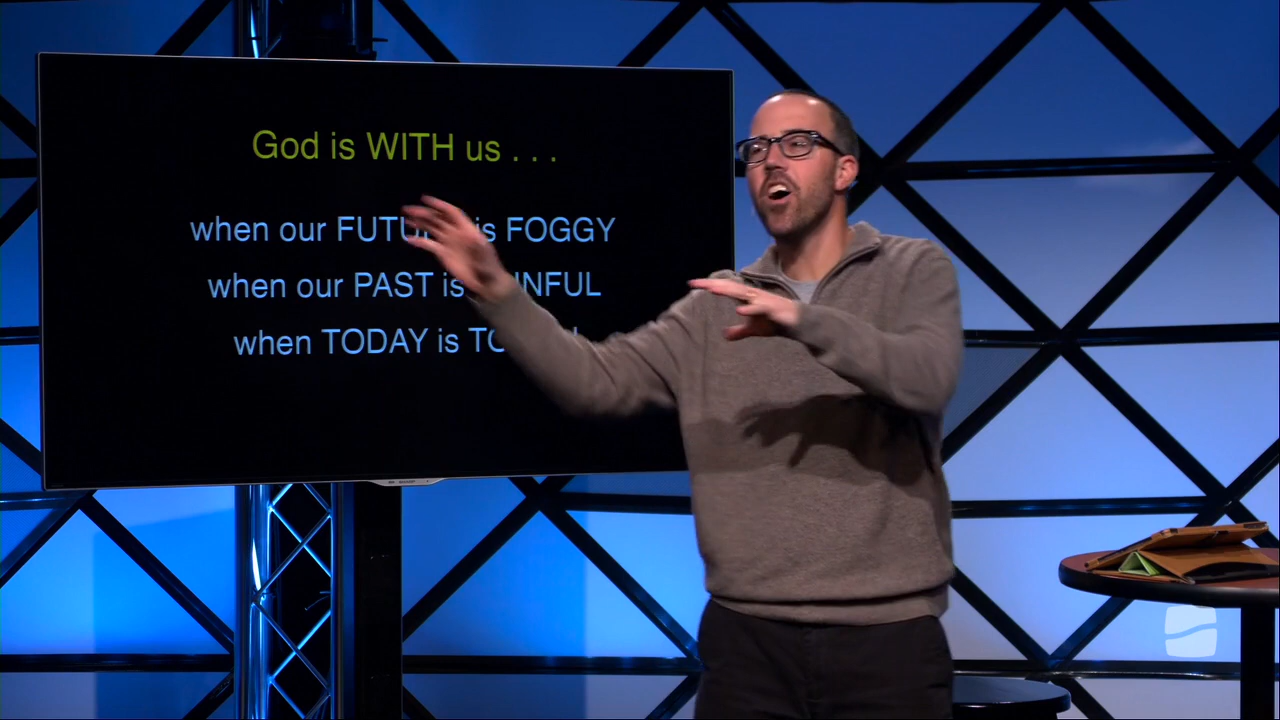 God is WITH us . . .
when our is FOGGY
when our PAST is
when TODAY is